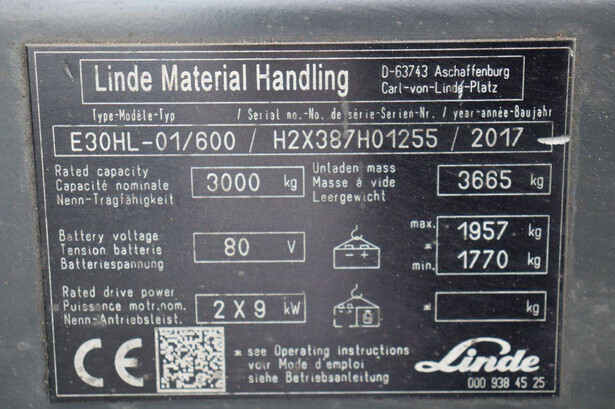 Linde Material Handling
D-63743 Aschaffenburg
Carl-von-Linde-Platz
Type-Modèle-Typ / Serial no.-No. de série-Serien-Nr. / year-année-Baujahr
E30HL-01/600 / H2X387H01255 / 2017
Rated capacity
Capacité nominale
Nenn-Tragfähigkeit
3000 kg
Unladen mass
Masse à vide
Leergewicht
3665 kg
Battery voltage
Tension batterie
Batteriespannung
80 V
- +
max. 1957 kg
*
min. 1770 kg
Rated drive power
Puissance motr.nom.
Nenn-Antriebsleist.
2 X 9 kW
* kg
CE
* see Operating instructions
voir Mode d'emploi
siehe Betriebsanleitung
Linde
000 938 45 25